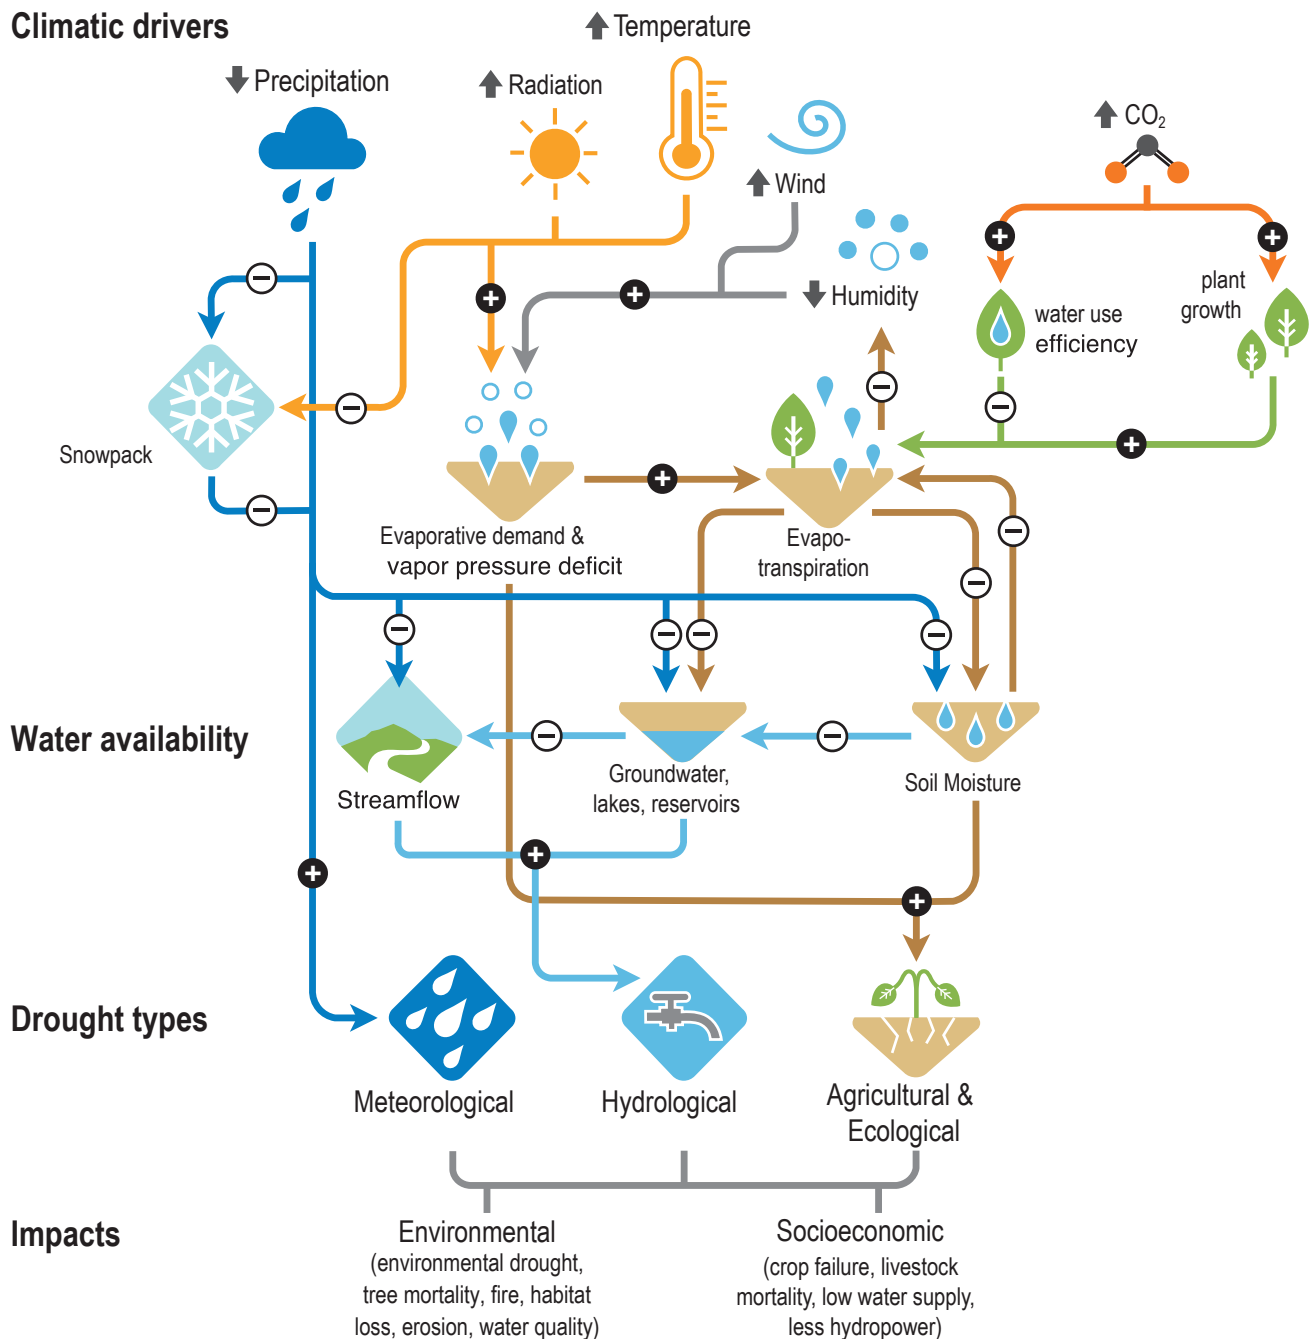 Climatic drivers
Temperature
Precipitation
Radiation
CO₂
Wind
Humidity
plant
growth
water use
efficiency
Snowpack
Evaporative demand &
vapor pressure deficit
Evapo-
transpiration
Water availability
Streamflow
Groundwater,
lakes, reservoirs
Soil Moisture
Drought types
Meteorological
Hydrological
Agricultural &
Ecological
Impacts
Environmental
(environmental drought,
tree mortality, fire, habitat
loss, erosion, water quality)
Socioeconomic
(crop failure, livestock
mortality, low water supply,
less hydropower)